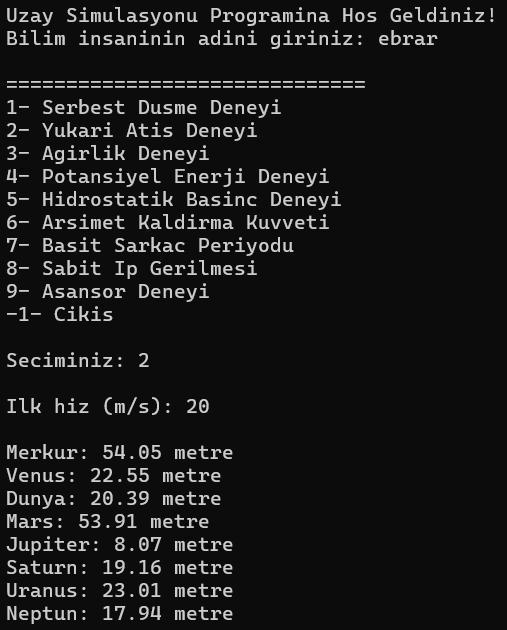 Uzay Simulasyonu Programina Hos Geldiniz!
Bilim insaninin adini giriniz: ebrar
==============================
1- Serbest Dusme Deneyi
2- Yukari Atis Deneyi
3- Agirlik Deneyi
4- Potansiyel Enerji Deneyi
5- Hidrostatik Basinc Deneyi
6- Arsimet Kaldirma Kuvveti
7- Basit Sarkac Periyodu
8- Sabit Ip Gerilmesi
9- Asansor Deneyi
-1- Cikis
Seciminiz: 2
Ilk hiz (m/s): 20
Merkur: 54.05 metre
Venus: 22.55 metre
Dunya: 20.39 metre
Mars: 53.91 metre
Jupiter: 8.07 metre
Saturn: 19.16 metre
Uranus: 23.01 metre
Neptun: 17.94 metre